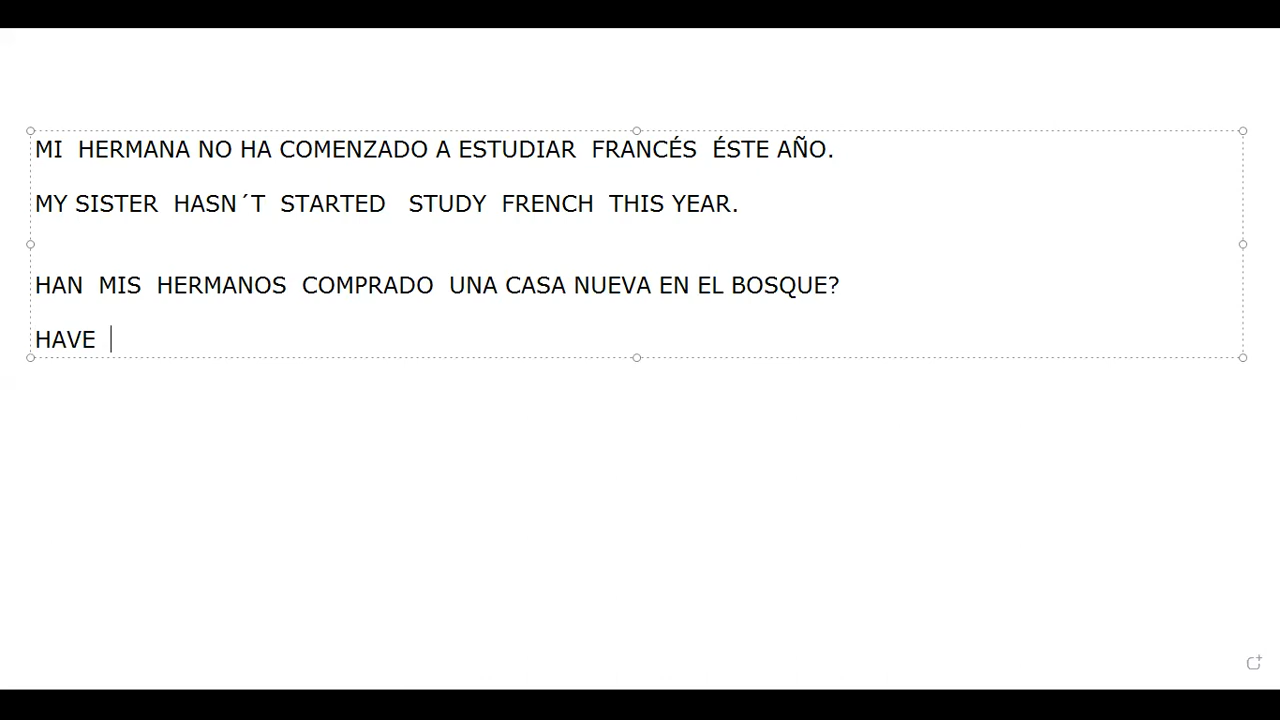 MI HERMANA NO HA COMENZADO A ESTUDIAR FRANCÉS ÉSTE AÑO.
MY SISTER HASN´T STARTED STUDY FRENCH THIS YEAR.
HAN MIS HERMANOS COMPRADO UNA CASA NUEVA EN EL BOSQUE?
HAVE